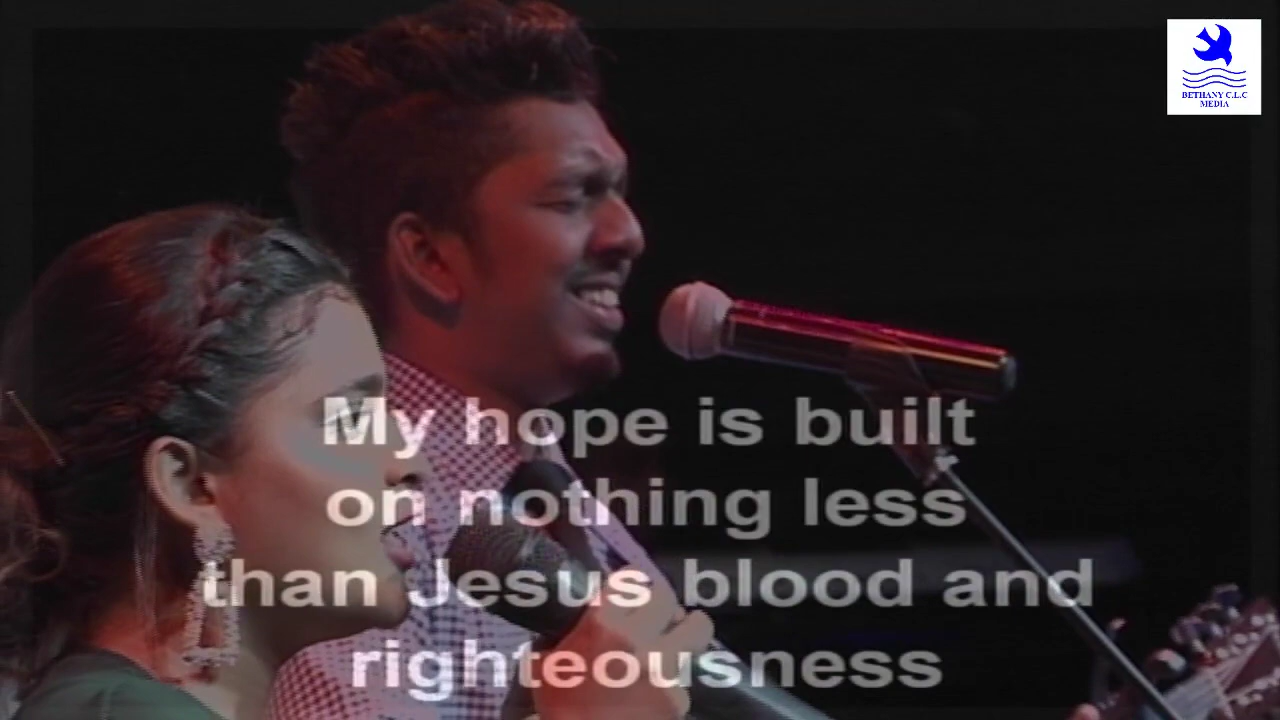 BETHANY C.L.C
MEDIA
My hope is built
on nothing less
than Jesus blood and
righteousness